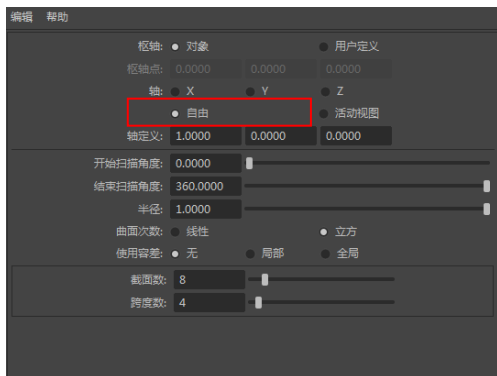 编辑 帮助
枢轴: 对象 用户定义
枢轴点: 0.0000 0.0000 0.0000
轴: X Y Z
自由 活动视图
轴定义: 1.0000 0.0000 0.0000
开始扫描角度: 0.0000
结束扫描角度: 360.0000
半径: 1.0000
曲面次数: 线性 立方
使用容差: 无 局部 全局
截面数: 8
跨度数: 4